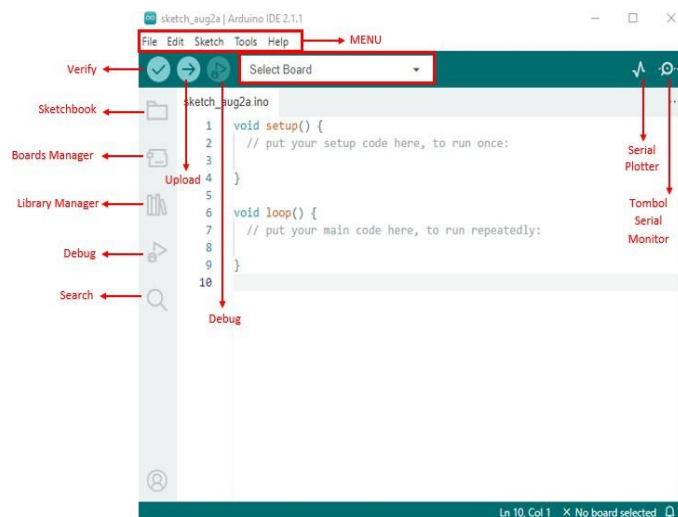 sketch_aug2a | Arduino IDE 2.1.1
File Edit Sketch Tools Help
MENU
Verify
Select Board
Sketchbook
sketch_aug2a.ino
1 void setup() {
Boards Manager
2 // put your setup code here, to run once:
3
Upload
4 }
5
Library Manager
6 void loop() {
7 // put your main code here, to run repeatedly:
8
Debug
9 }
10
Search
Debug
Serial
Plotter
Tombol
Serial
Monitor
Ln 10, Col 1 × No board selected